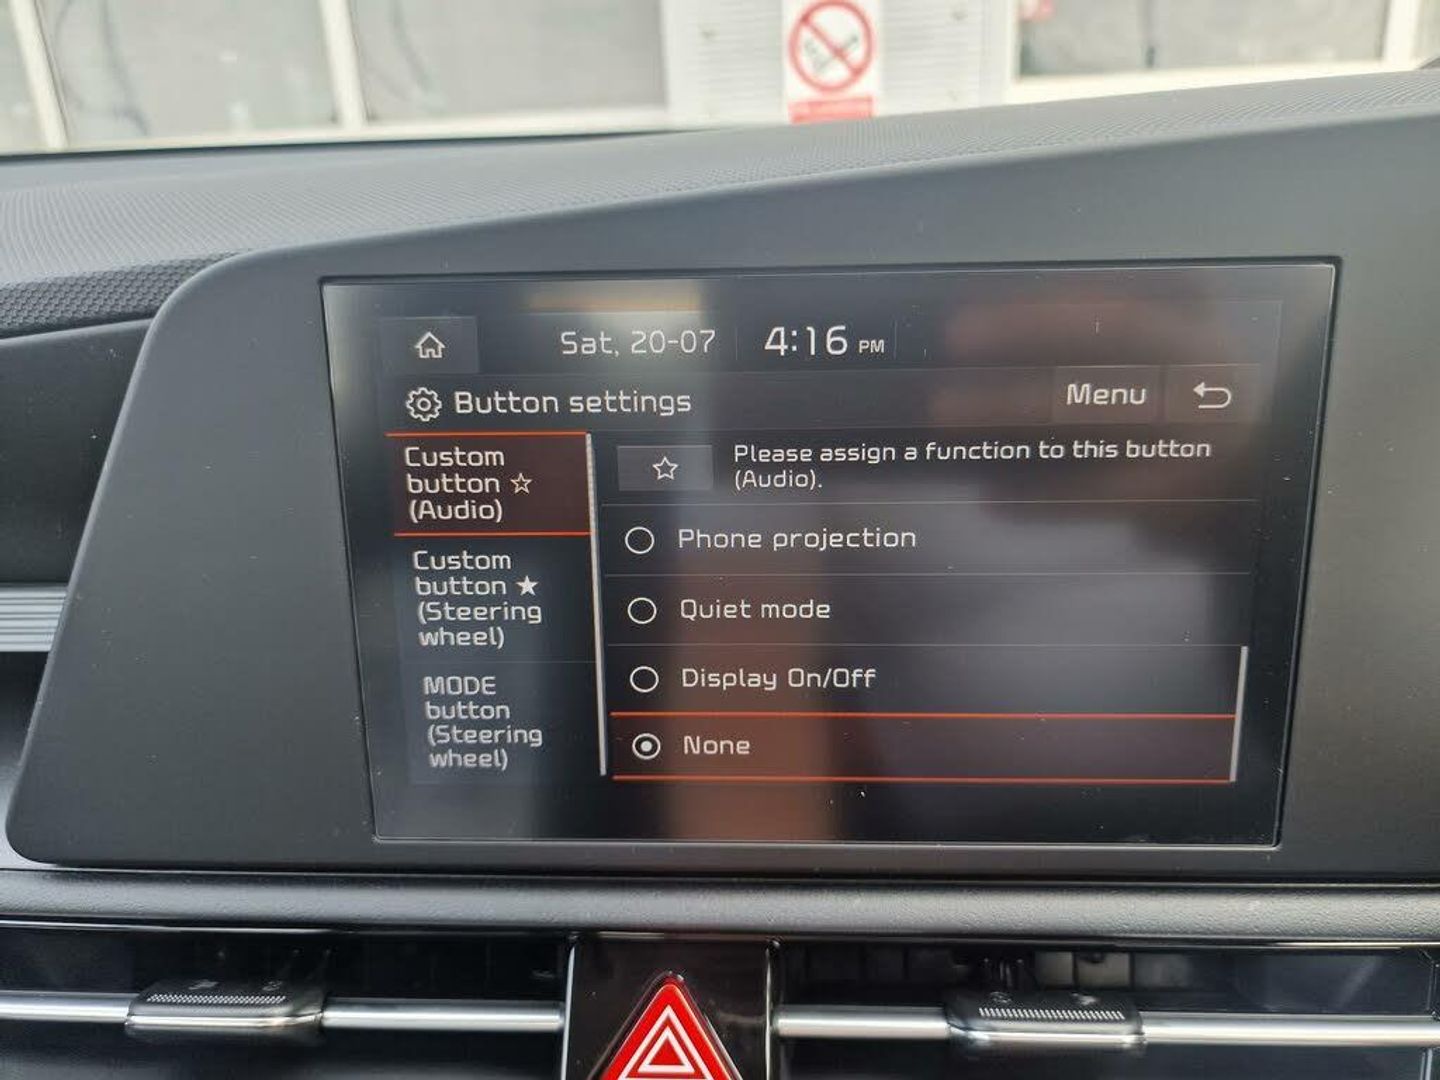 Sat, 20-07 4:16 PM
Button settings Menu
Custom
button ☆
(Audio)
Custom
button ★
(Steering
wheel)
MODE
button
(Steering
wheel)
☆ Please assign a function to this button
(Audio).
Phone projection
Quiet mode
Display On/Off
None